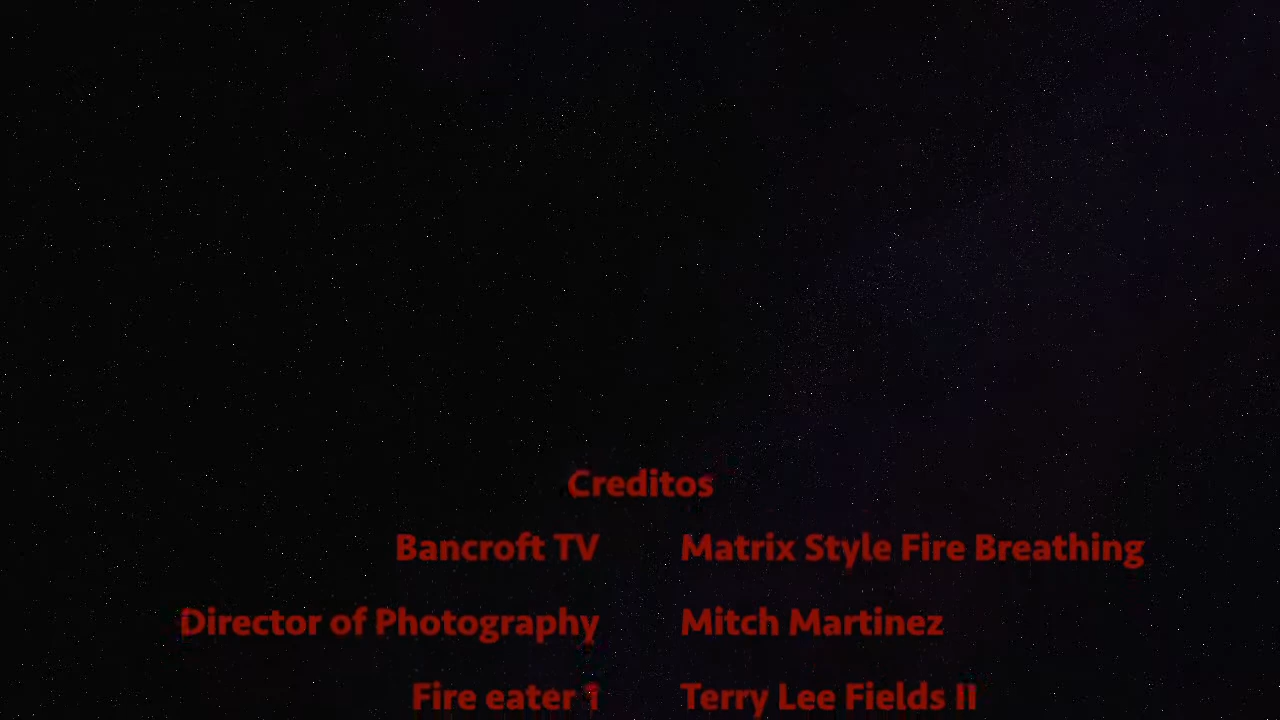 Creditos
Bancroft TV Matrix Style Fire Breathing
Director of Photography Mitch Martinez
Fire eater 1 Terry Lee Fields II